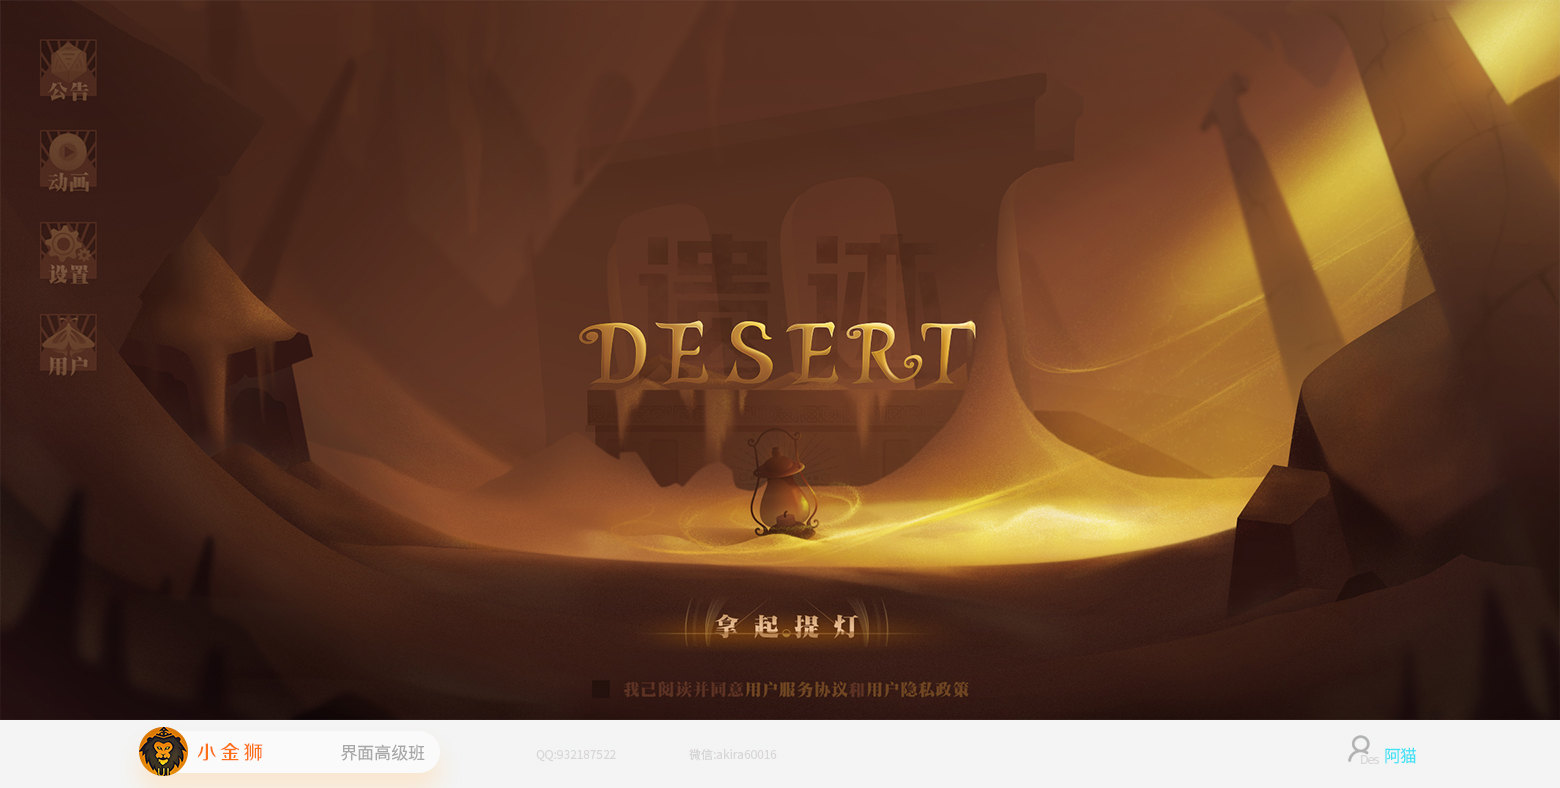 公告
动画
设置
用户
遗迹
DESERT
拿起提灯
我已阅读并同意用户服务协议和用户隐私政策
UI
小金狮
界面高级班
QQ:932187522
微信:akira60016
Des
阿猫